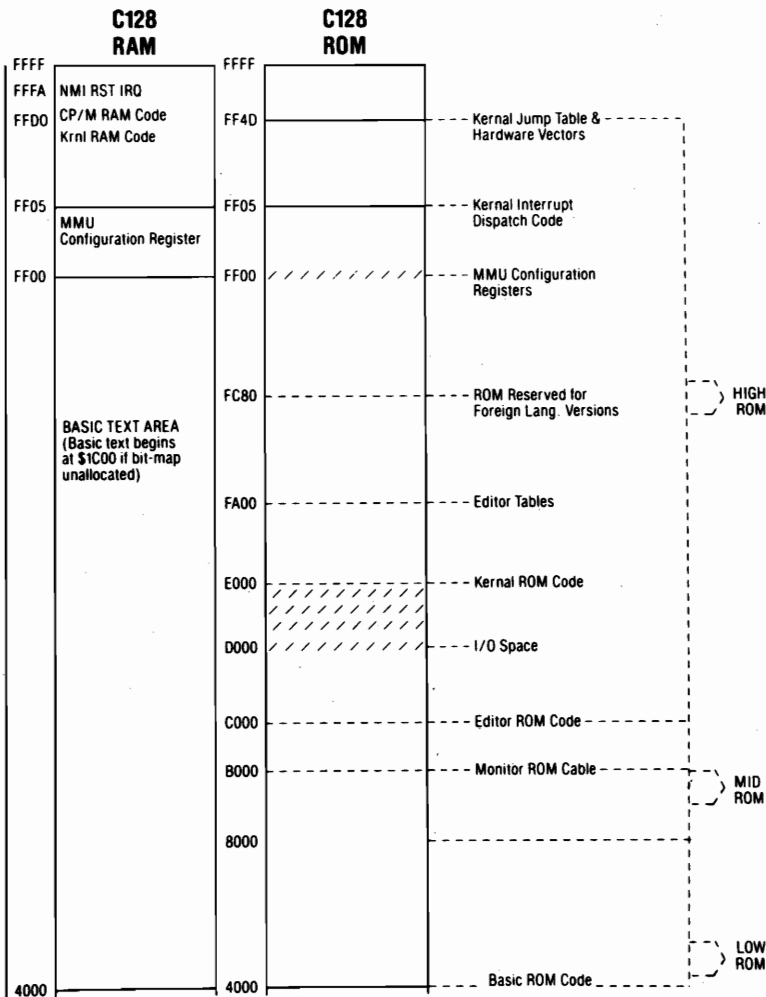 C128
RAM
C128
ROM
FFFF
FFFF
FFFA NMI RST IRQ
FFD0 CP/M RAM Code
Krnl RAM Code
FF4D
Kernal Jump Table &
Hardware Vectors
FF05
MMU
Configuration Register
FF05
Kernal Interrupt
Dispatch Code
FF00
FF00
MMU Configuration
Registers
FC80
ROM Reserved for
Foreign Lang. Versions
HIGH
ROM
BASIC TEXT AREA
(Basic text begins
at $1C00 if bit-map
unallocated)
FA00
Editor Tables
E000
Kernal ROM Code
D000
I/O Space
C000
Editor ROM Code
B000
Monitor ROM Cable
MID
ROM
8000
LOW
ROM
4000
4000
Basic ROM Code